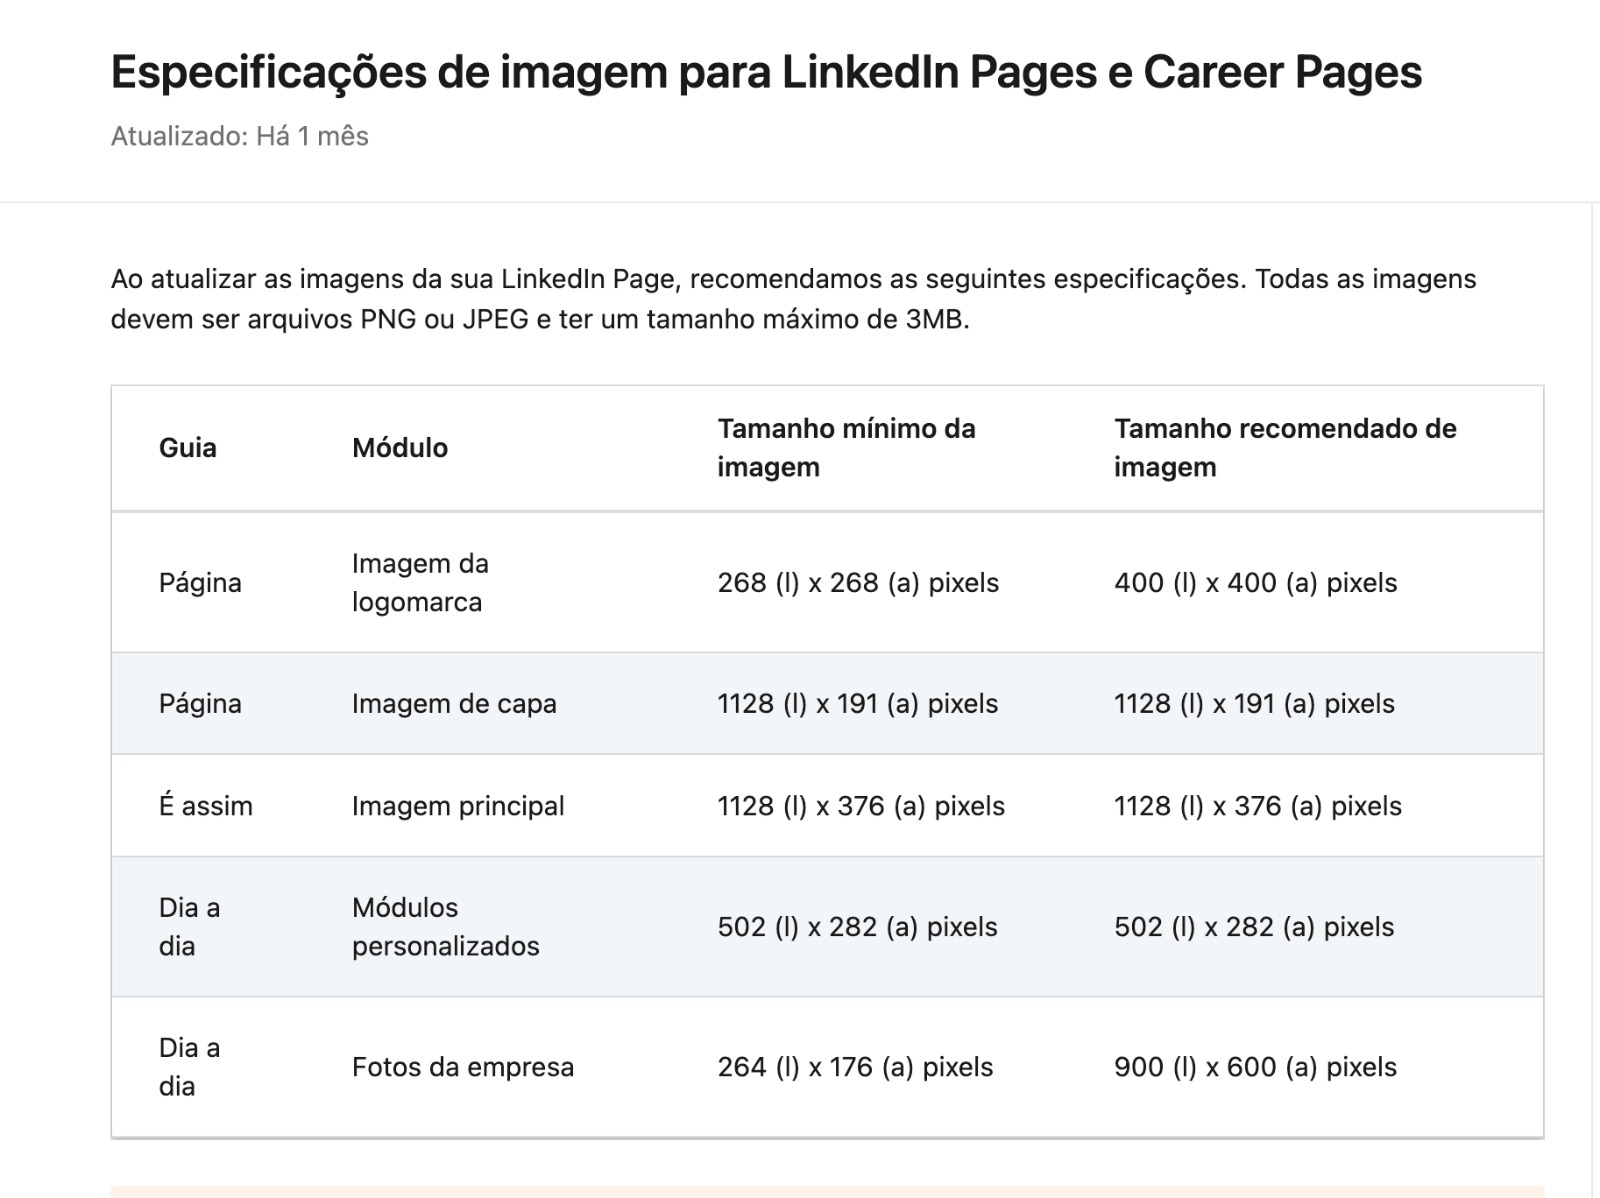 Especificações de imagem para LinkedIn Pages e Career Pages
Atualizado: Há 1 mês
Ao atualizar as imagens da sua LinkedIn Page, recomendamos as seguintes especificações. Todas as imagens
devem ser arquivos PNG ou JPEG e ter um tamanho máximo de 3MB.
Guia Módulo Tamanho mínimo da imagem Tamanho recomendado de imagem
Página Imagem da logomarca 268 (l) x 268 (a) pixels 400 (l) x 400 (a) pixels
Página Imagem de capa 1128 (l) x 191 (a) pixels 1128 (l) x 191 (a) pixels
É assim Imagem principal 1128 (l) x 376 (a) pixels 1128 (l) x 376 (a) pixels
Dia a dia Módulos personalizados 502 (l) x 282 (a) pixels 502 (l) x 282 (a) pixels
Dia a dia Fotos da empresa 264 (l) x 176 (a) pixels 900 (l) x 600 (a) pixels